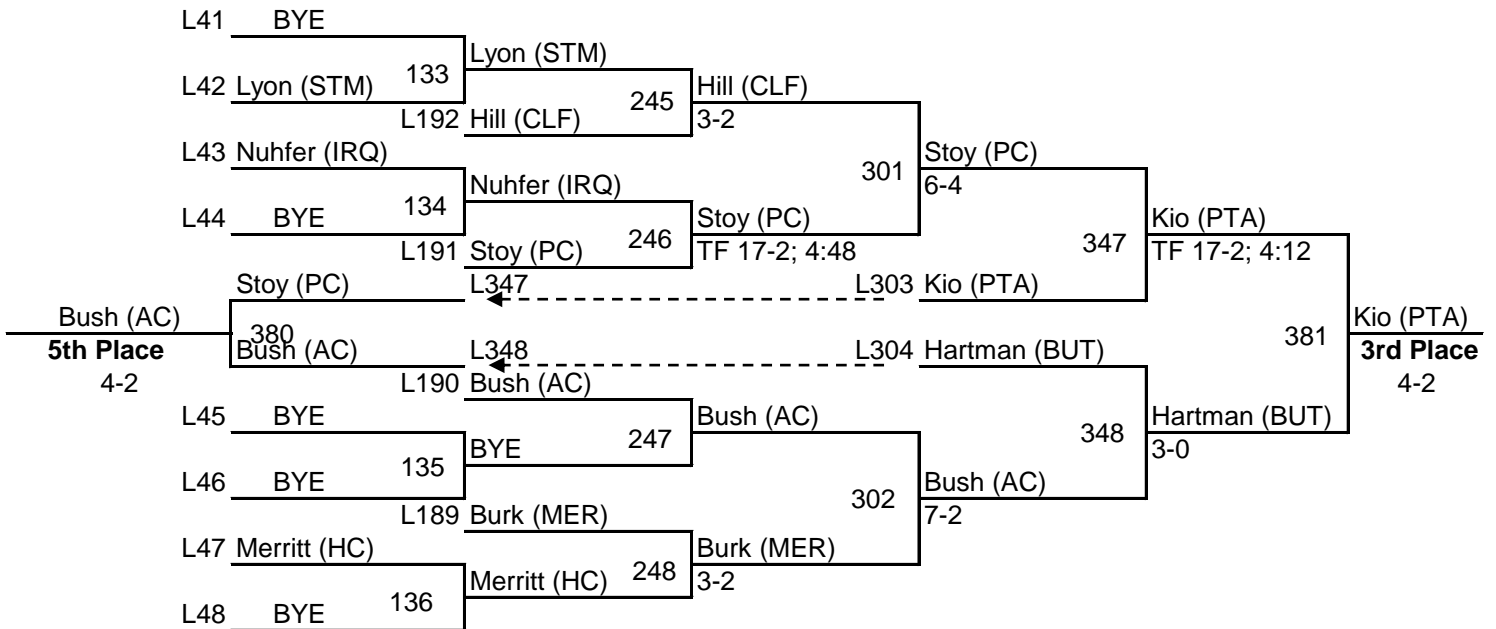 L41 BYE
Lyon (STM)
133
L42 Lyon (STM) Hill (CLF)
245
L192 Hill (CLF) 3-2
L43 Nuhfer (IRQ) Stoy (PC)
301
Nuhfer (IRQ) 6-4
134
L44 BYE Stoy (PC) Kio (PTA)
246 347
L191 Stoy (PC) TF 17-2; 4:48 TF 17-2; 4:12
Stoy (PC) L347 L303 Kio (PTA)
Bush (AC) Kio (PTA)
380 381
5th Place Bush (AC) L348 L304 Hartman (BUT) 3rd Place
4-2 L190 Bush (AC) 4-2
L45 BYE Bush (AC) Hartman (BUT)
247 348
BYE 3-0
135
L46 BYE Bush (AC)
302
L189 Burk (MER) 7-2
L47 Merritt (HC) Burk (MER)
248
Merritt (HC) 3-2
136
L48 BYE